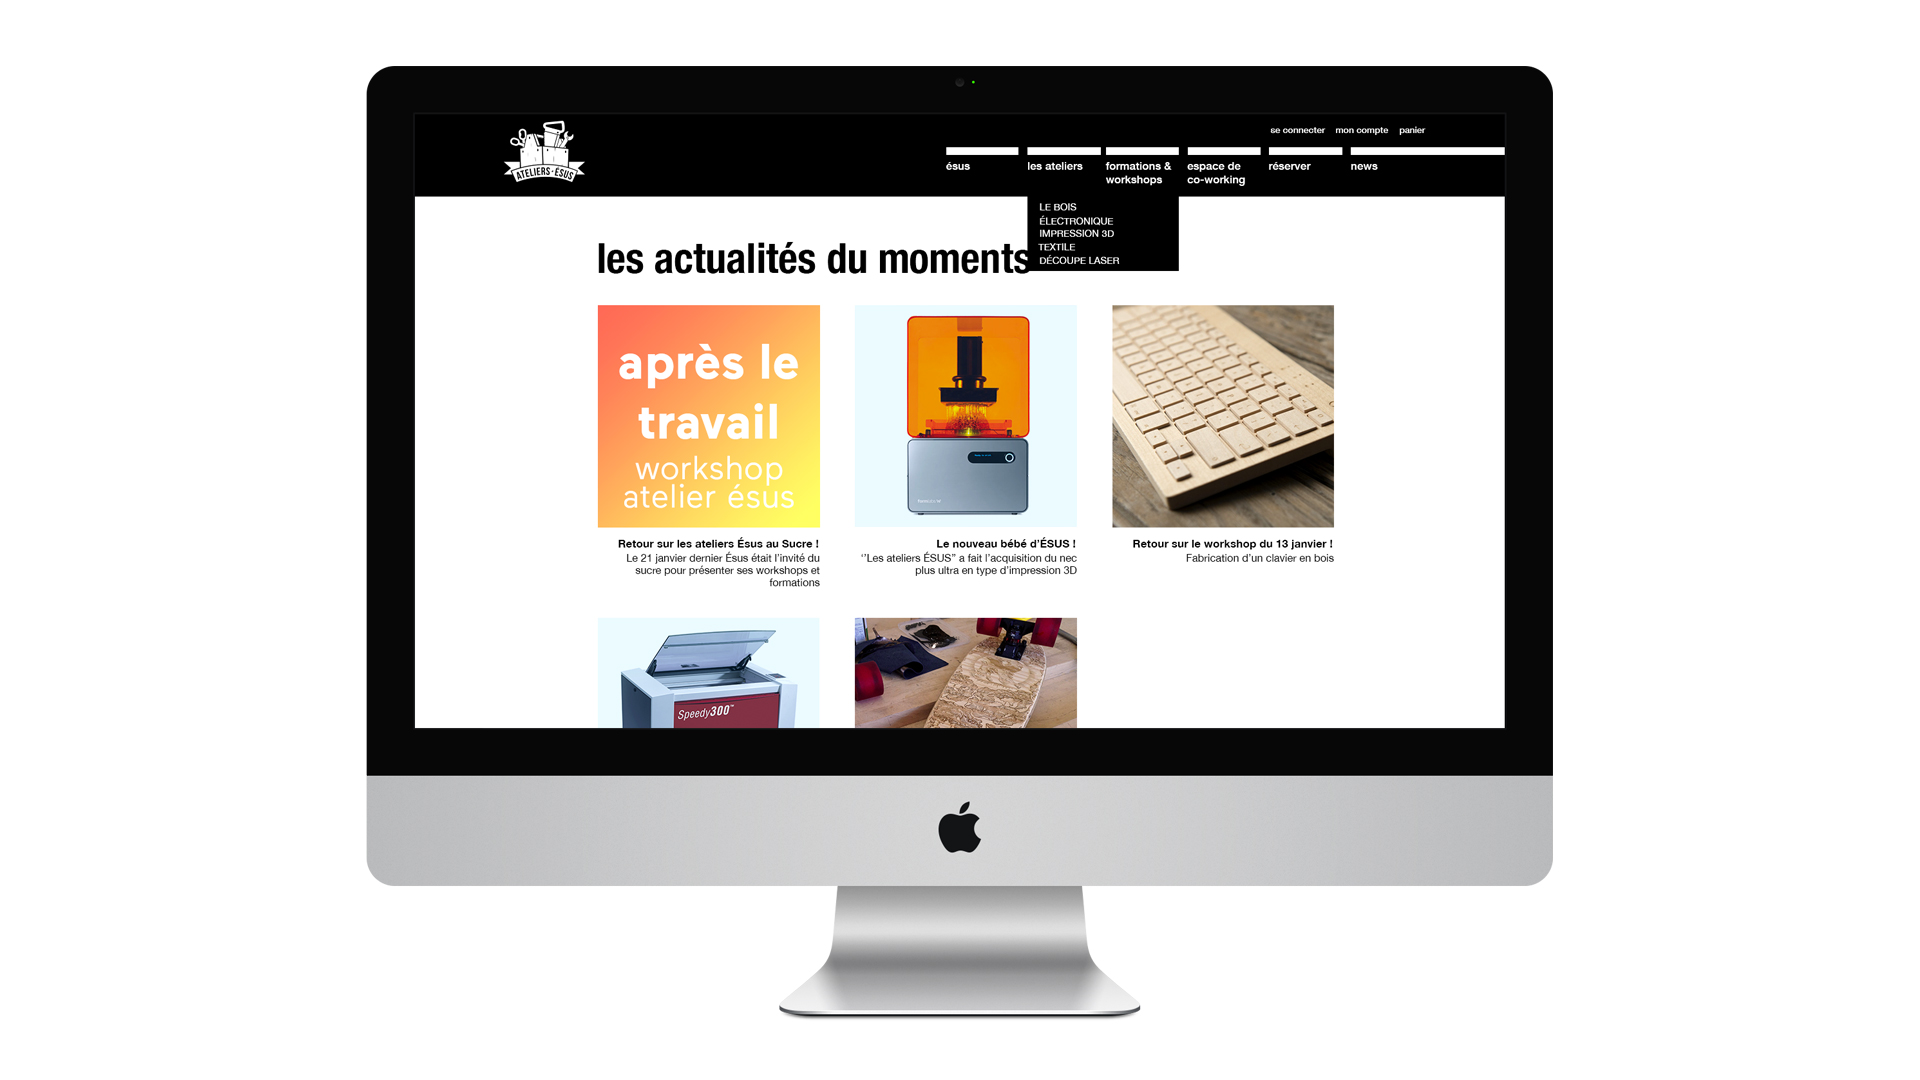 se connecter mon compte panier
ATELIERS · ÉSUS
ésus
les ateliers
formations &
workshops
espace de
co-working
réserver
news
LE BOIS
ÉLECTRONIQUE
IMPRESSION 3D
TEXTILE
DÉCOUPE LASER
les actualités du moments
après le
travail
workshop
atelier ésus
Retour sur les ateliers Ésus au Sucre !
Le 21 janvier dernier Ésus était l’invité du
sucre pour présenter ses workshops et
formations
Le nouveau bébé d’ÉSUS !
‘’Les ateliers ÉSUS’’ a fait l’acquisition du nec
plus ultra en type d’impression 3D
Retour sur le workshop du 13 janvier !
Fabrication d’un clavier en bois
Speedy300™